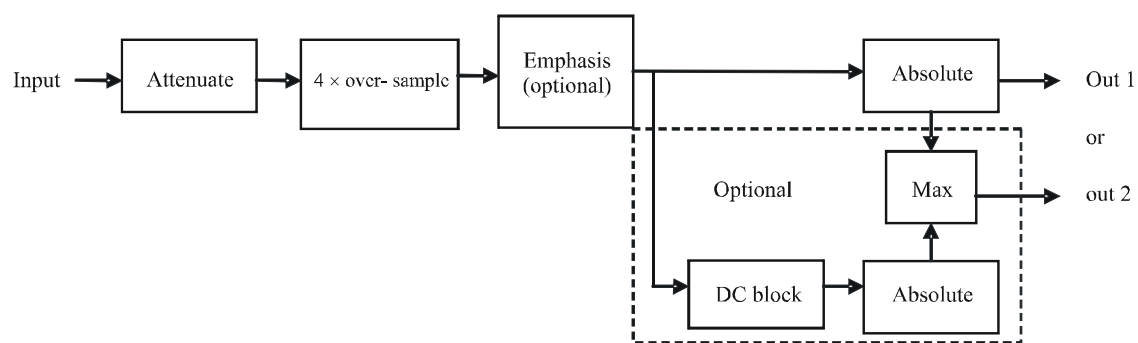 Input
Attenuate
4 × over- sample
Emphasis
(optional)
Absolute
Out 1
or
Optional
Max
out 2
DC block
Absolute